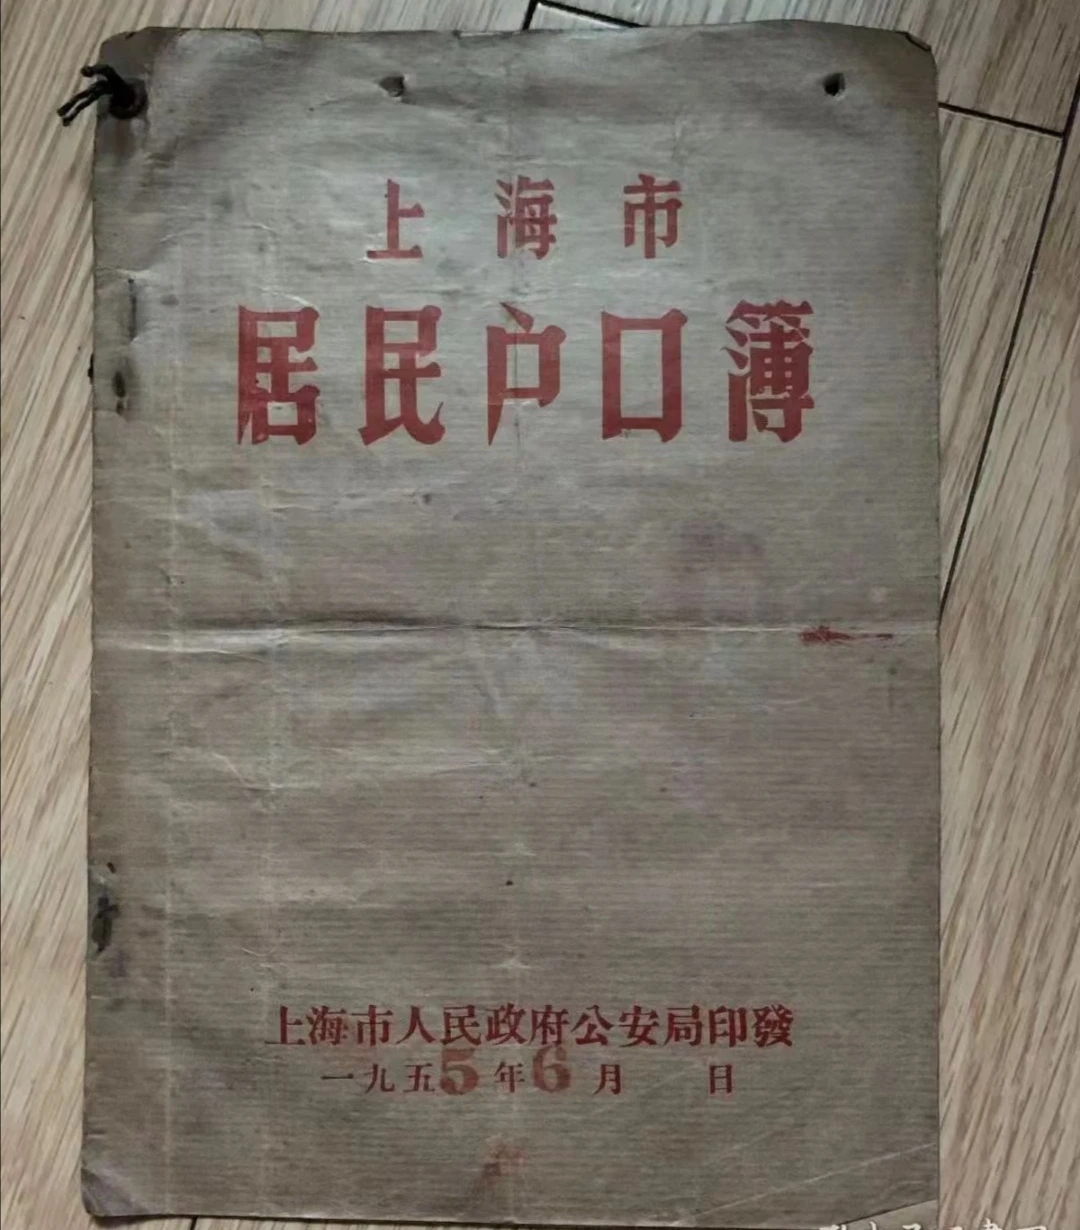 上海市
居民户口簿
上海市人民政府公安局印發
一九五5年6月 日